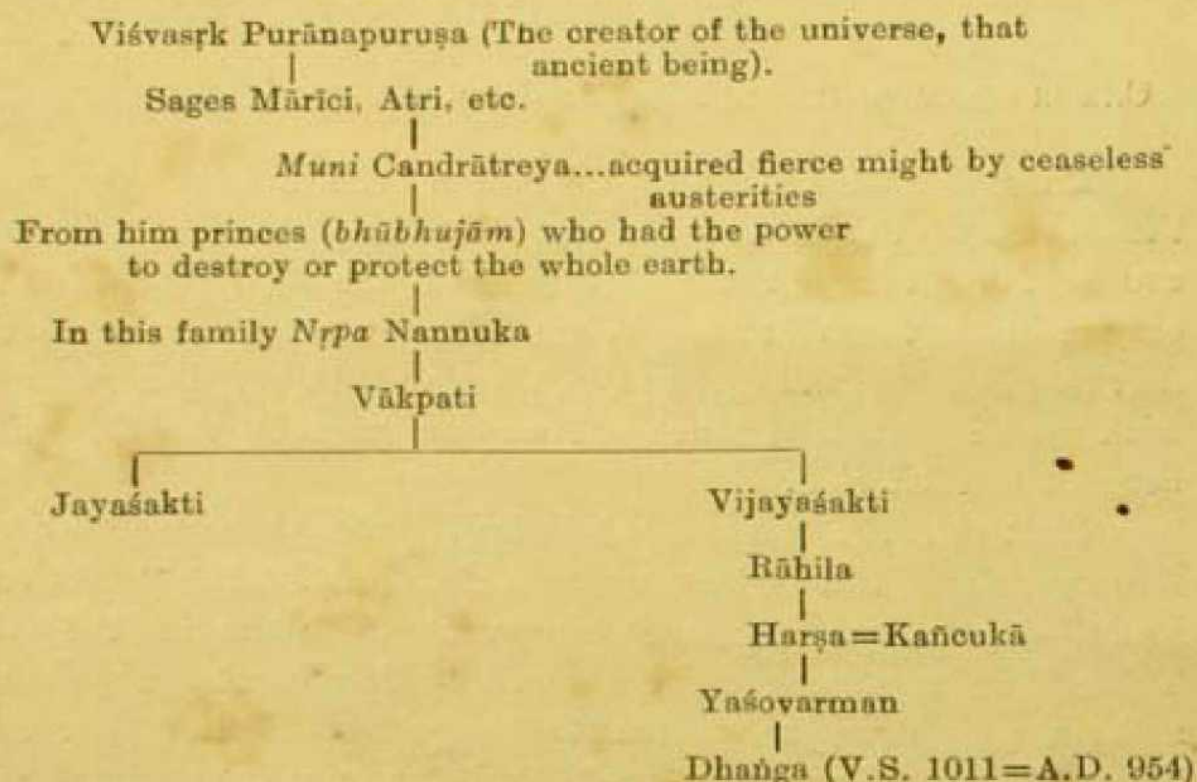 Viśvasṛk Purānapuruṣa (The creator of the universe, that
ancient being).
Sages Mārīci, Atri, etc.
Muni Candrātreya...acquired fierce might by ceaseless
austerities
From him princes (bhūbhujām) who had the power
to destroy or protect the whole earth.
In this family Nṛpa Nannuka
Vākpati
Jayaśakti Vijayaśakti
Rāhila
Harṣa=Kañcukā
Yaśovarman
Dhaṅga (V.S. 1011=A.D. 954)